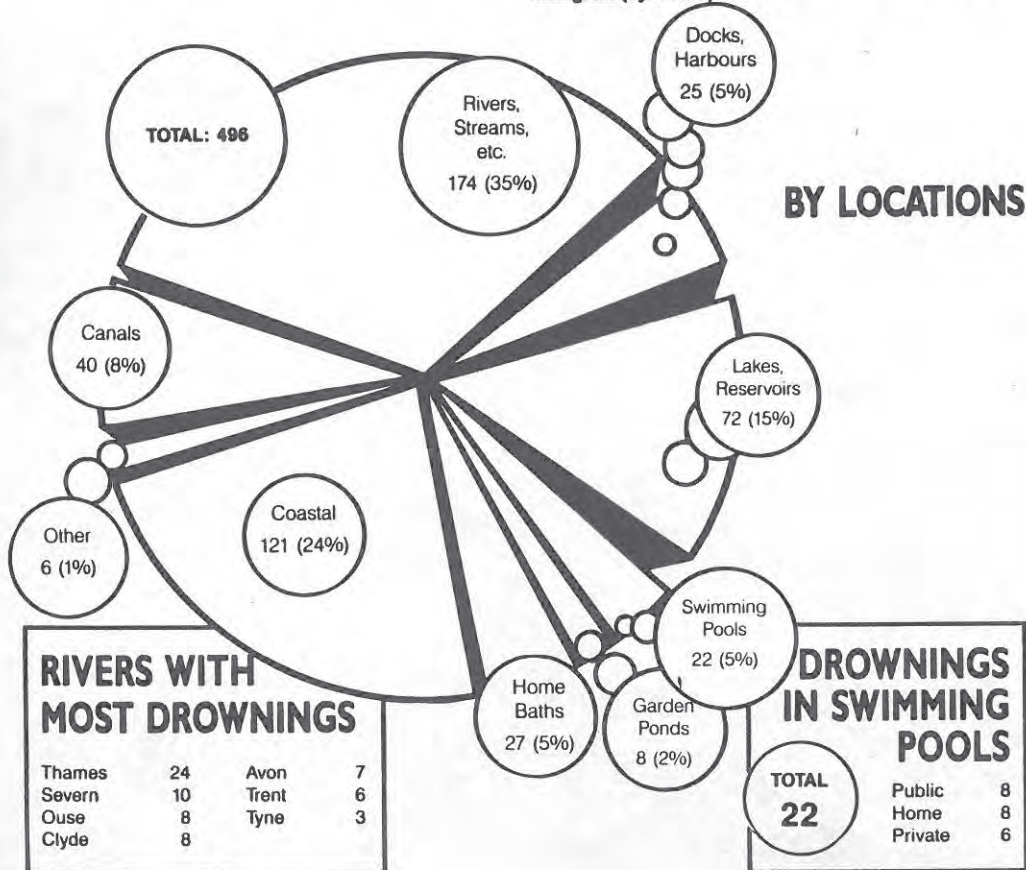 Docks,
Harbours
25 (5%)
TOTAL: 496
Rivers,
Streams,
etc.
174 (35%)
BY LOCATIONS
Canals
40 (8%)
Lakes,
Reservoirs
72 (15%)
Other
6 (1%)
Coastal
121 (24%)
Swimming
Pools
22 (5%)
Home
Baths
27 (5%)
Garden
Ponds
8 (2%)
RIVERS WITH
MOST DROWNINGS
Thames 24 Avon 7
Severn 10 Trent 6
Ouse 8 Tyne 3
Clyde 8
DROWNINGS
IN SWIMMING
POOLS
TOTAL
22
Public 8
Home 8
Private 6